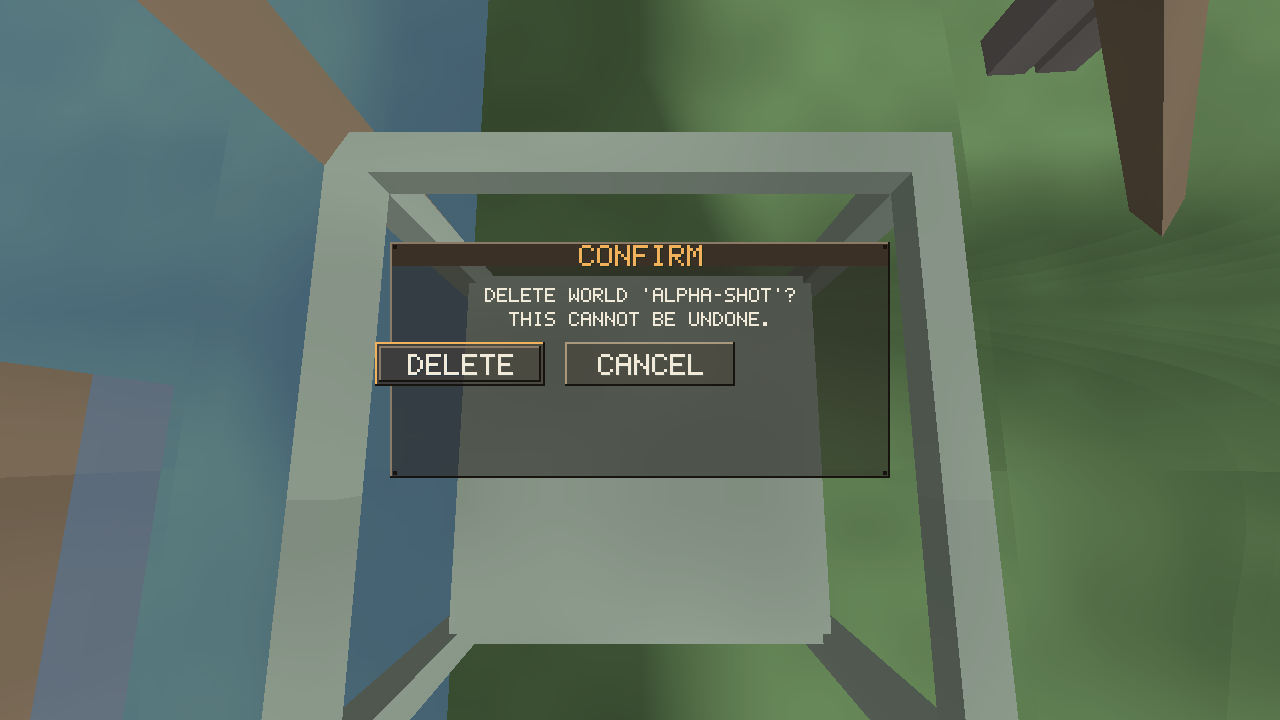 CONFIRM
DELETE WORLD 'ALPHA-SHOT'?
THIS CANNOT BE UNDONE.
DELETE CANCEL